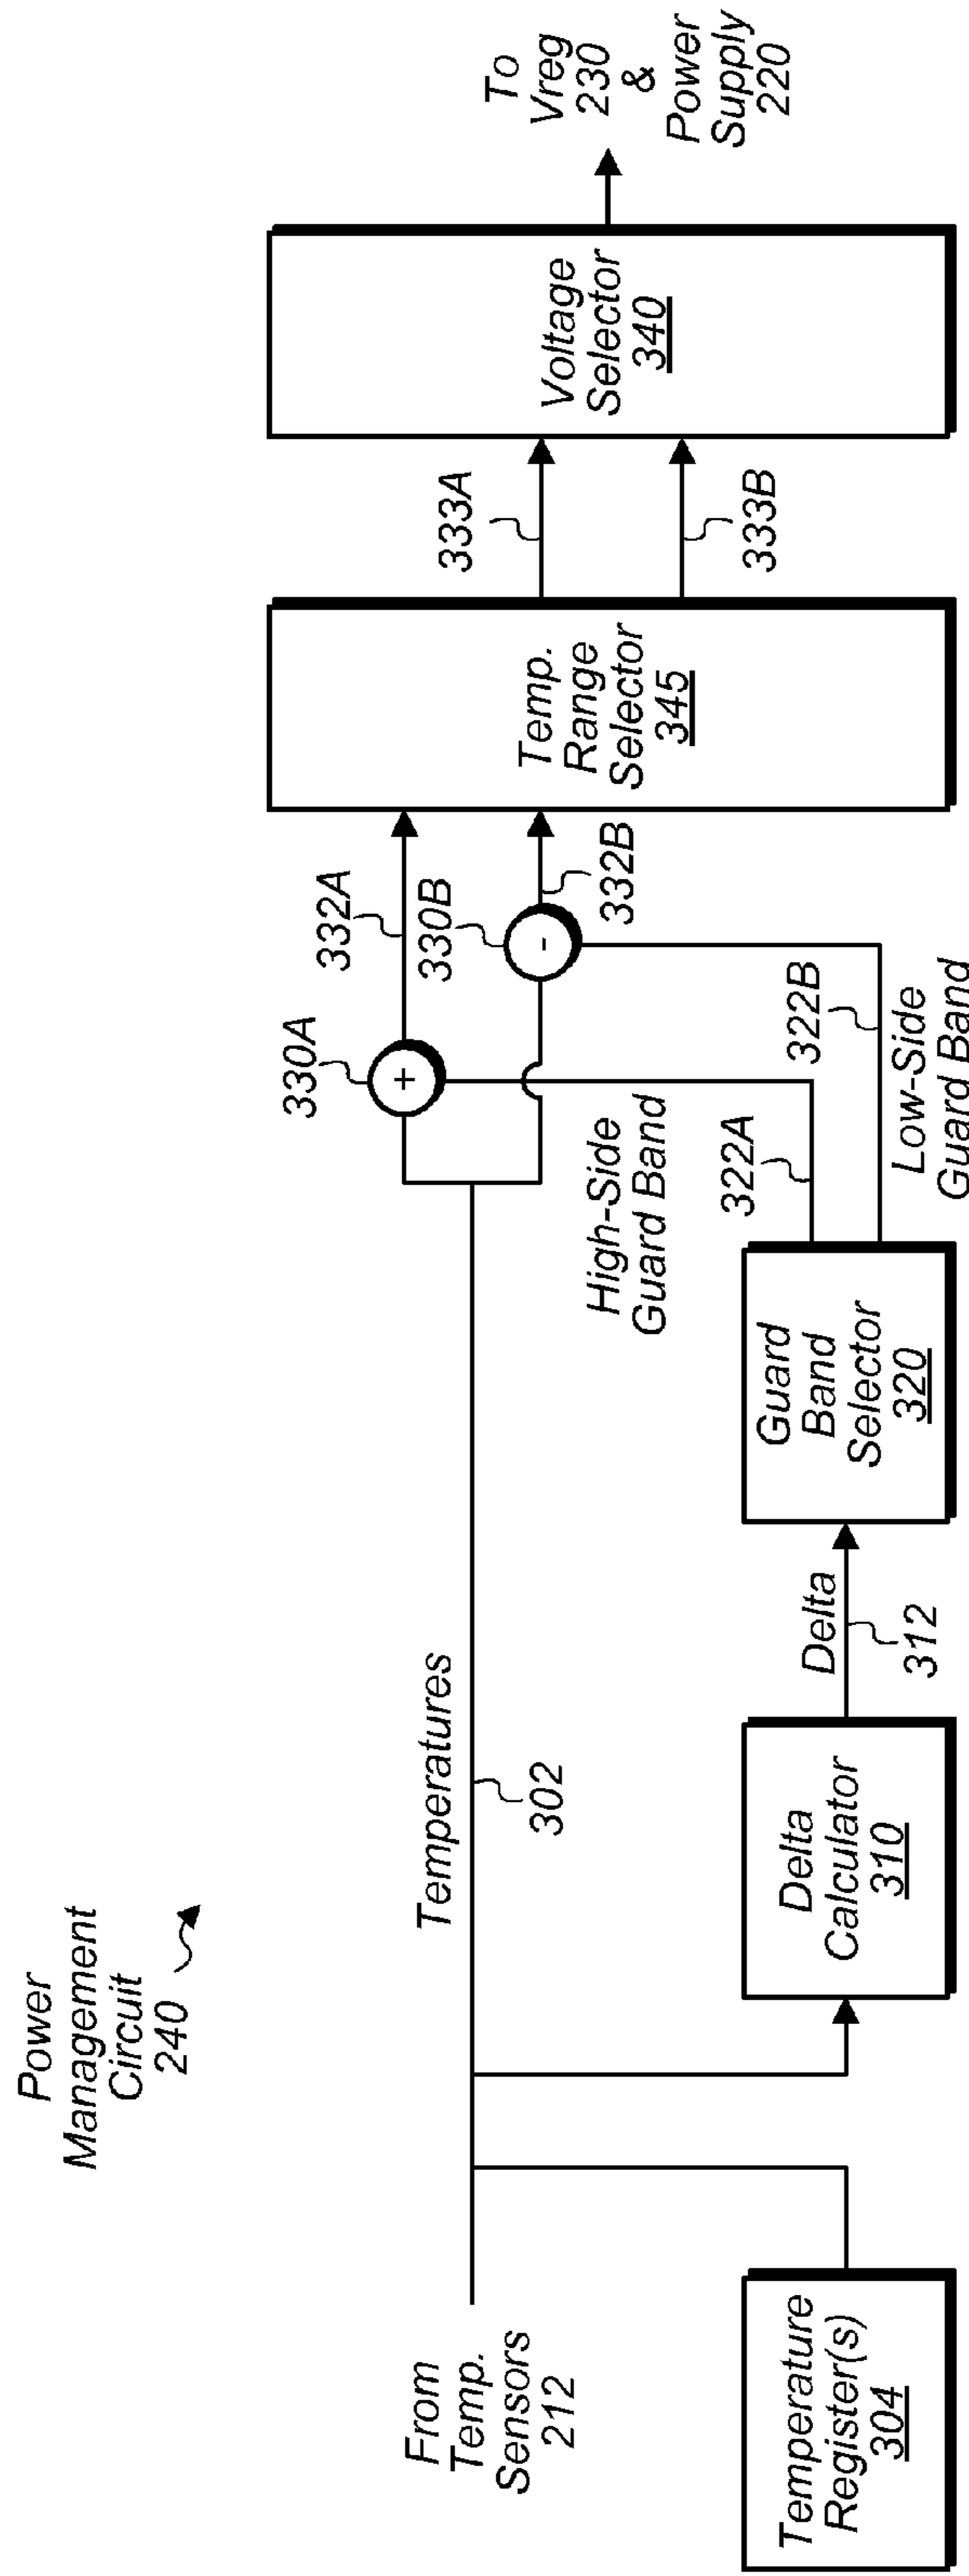 Power
Management
Circuit
240
From
Temp.
Sensors
212
Temperature
Register(s)
304
Temperatures
302
Delta
Calculator
310
Delta
312
Guard
Band
Selector
320
High-Side
Guard Band
322A
322B
Low-Side
Guard Band
330A
+
332A
330B
-
332B
Temp.
Range
Selector
345
333A
333B
Voltage
Selector
340
To
Vreg
230
&
Power
Supply
220